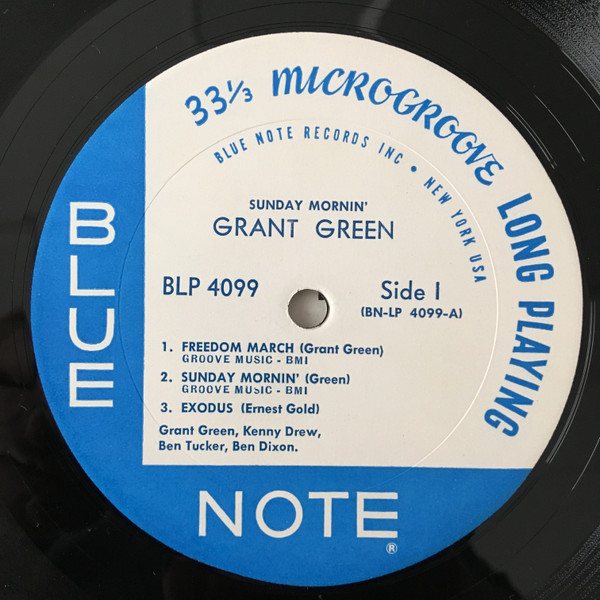 33⅓ MICROGROOVE LONG PLAYING
BLUE NOTE RECORDS INC • NEW YORK USA
SUNDAY MORNIN'
GRANT GREEN
BLP 4099
Side 1
(BN-LP 4099-A)
1. FREEDOM MARCH (Grant Green)
GROOVE MUSIC - BMI
2. SUNDAY MORNIN' (Green)
GROOVE MUSIC - BMI
3. EXODUS (Ernest Gold)
Grant Green, Kenny Drew,
Ben Tucker, Ben Dixon.
BLUE
NOTE®